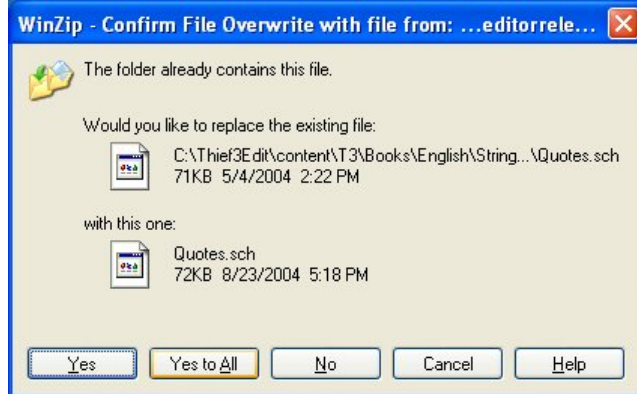 WinZip - Confirm File Overwrite with file from: ...editorrele...
The folder already contains this file.
Would you like to replace the existing file:
C:\Thief3Edit\content\T3\Books\English\String...\Quotes.sch
71KB 5/4/2004 2:22 PM
with this one:
Quotes.sch
72KB 8/23/2004 5:18 PM
Yes Yes to All No Cancel Help